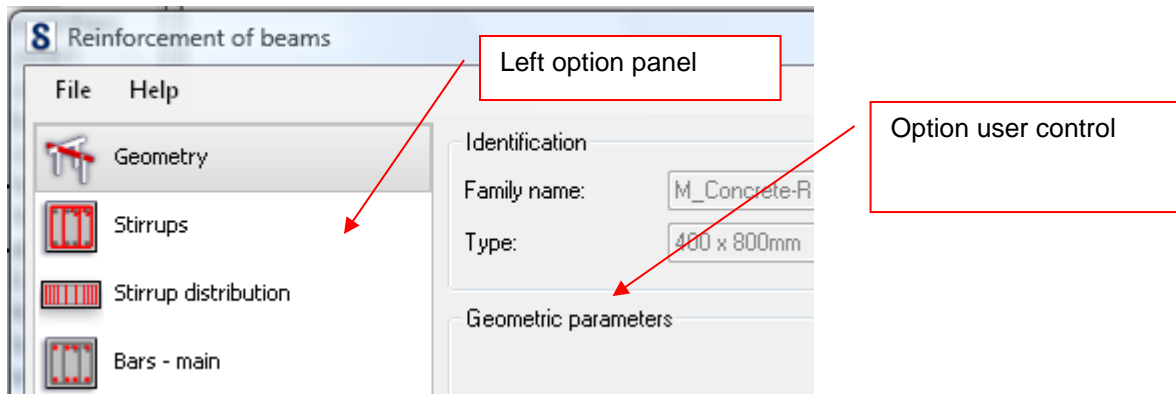 S Reinforcement of beams
Left option panel
File Help
Option user control
Identification
Geometry
Family name: M_Concrete-R
Stirrups
Type: 400 x 800mm
Stirrup distribution
Geometric parameters
Bars - main